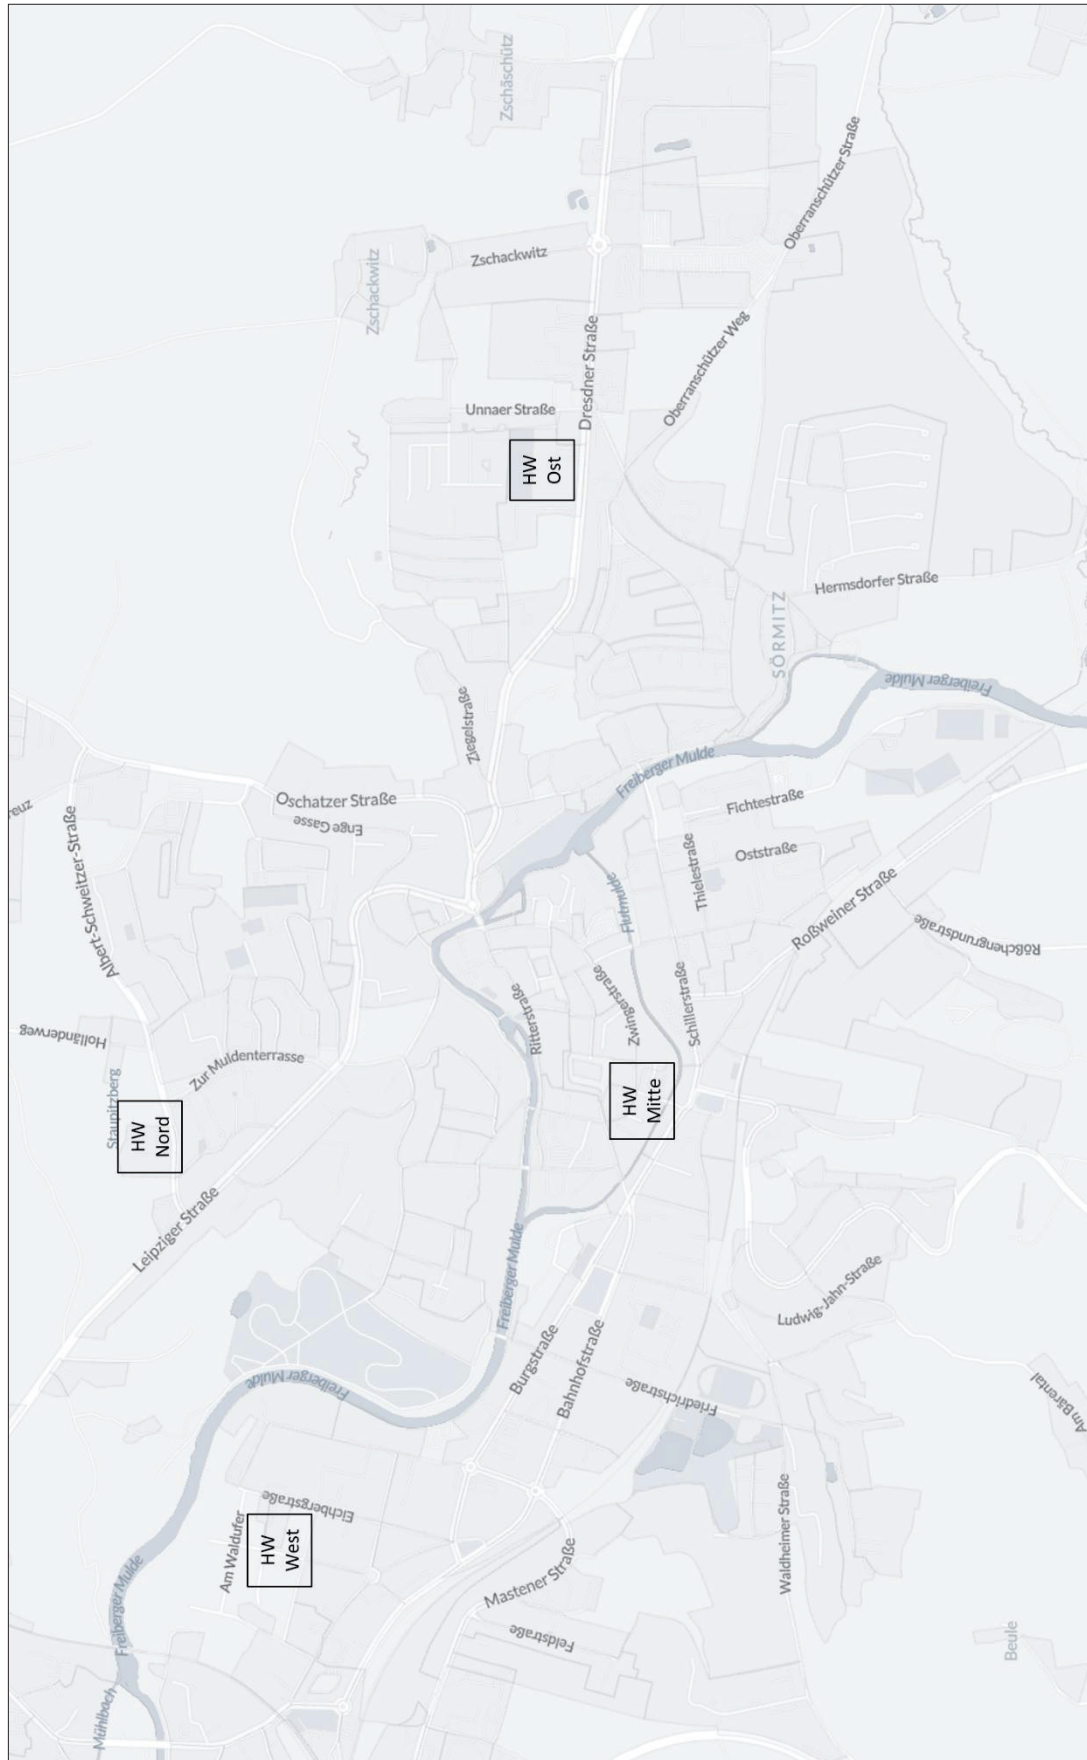 Mühlbach
Freiberger Mulde
Leipziger Straße
HW
Nord
Staupitzberg
Holländerweg
Albert-Schweitzer-Straße
reuz
Zur Muldenterrasse
Am Waldufer
HW
West
Eichbergstraße
Freiberger Mulde
Freiberger Mulde
Enge Gasse
Oschatzer Straße
Ziegelstraße
Zschackwitz
Zschäschütz
Unnaer Straße
Zschackwitz
HW
Ost
Dresdner Straße
Feldstraße
Mastener Straße
Burgstraße
Bahnhofstraße
Freiberger Mulde
Ritterstraße
Zwingerstraße
Flutmulde
HW
Mitte
Schillerstraße
Thielestraße
Freiberger Mulde
Oberranschützer Weg
Oberranschützer Straße
Friedrichstraße
Fichtestraße
Oststraße
SÖRMITZ
Hermsdorfer Straße
Waldheimer Straße
Ludwig-Jahn-Straße
Roßweiner Straße
Freiberger Mulde
Rößchengrundstraße
Beule
Am Bärental